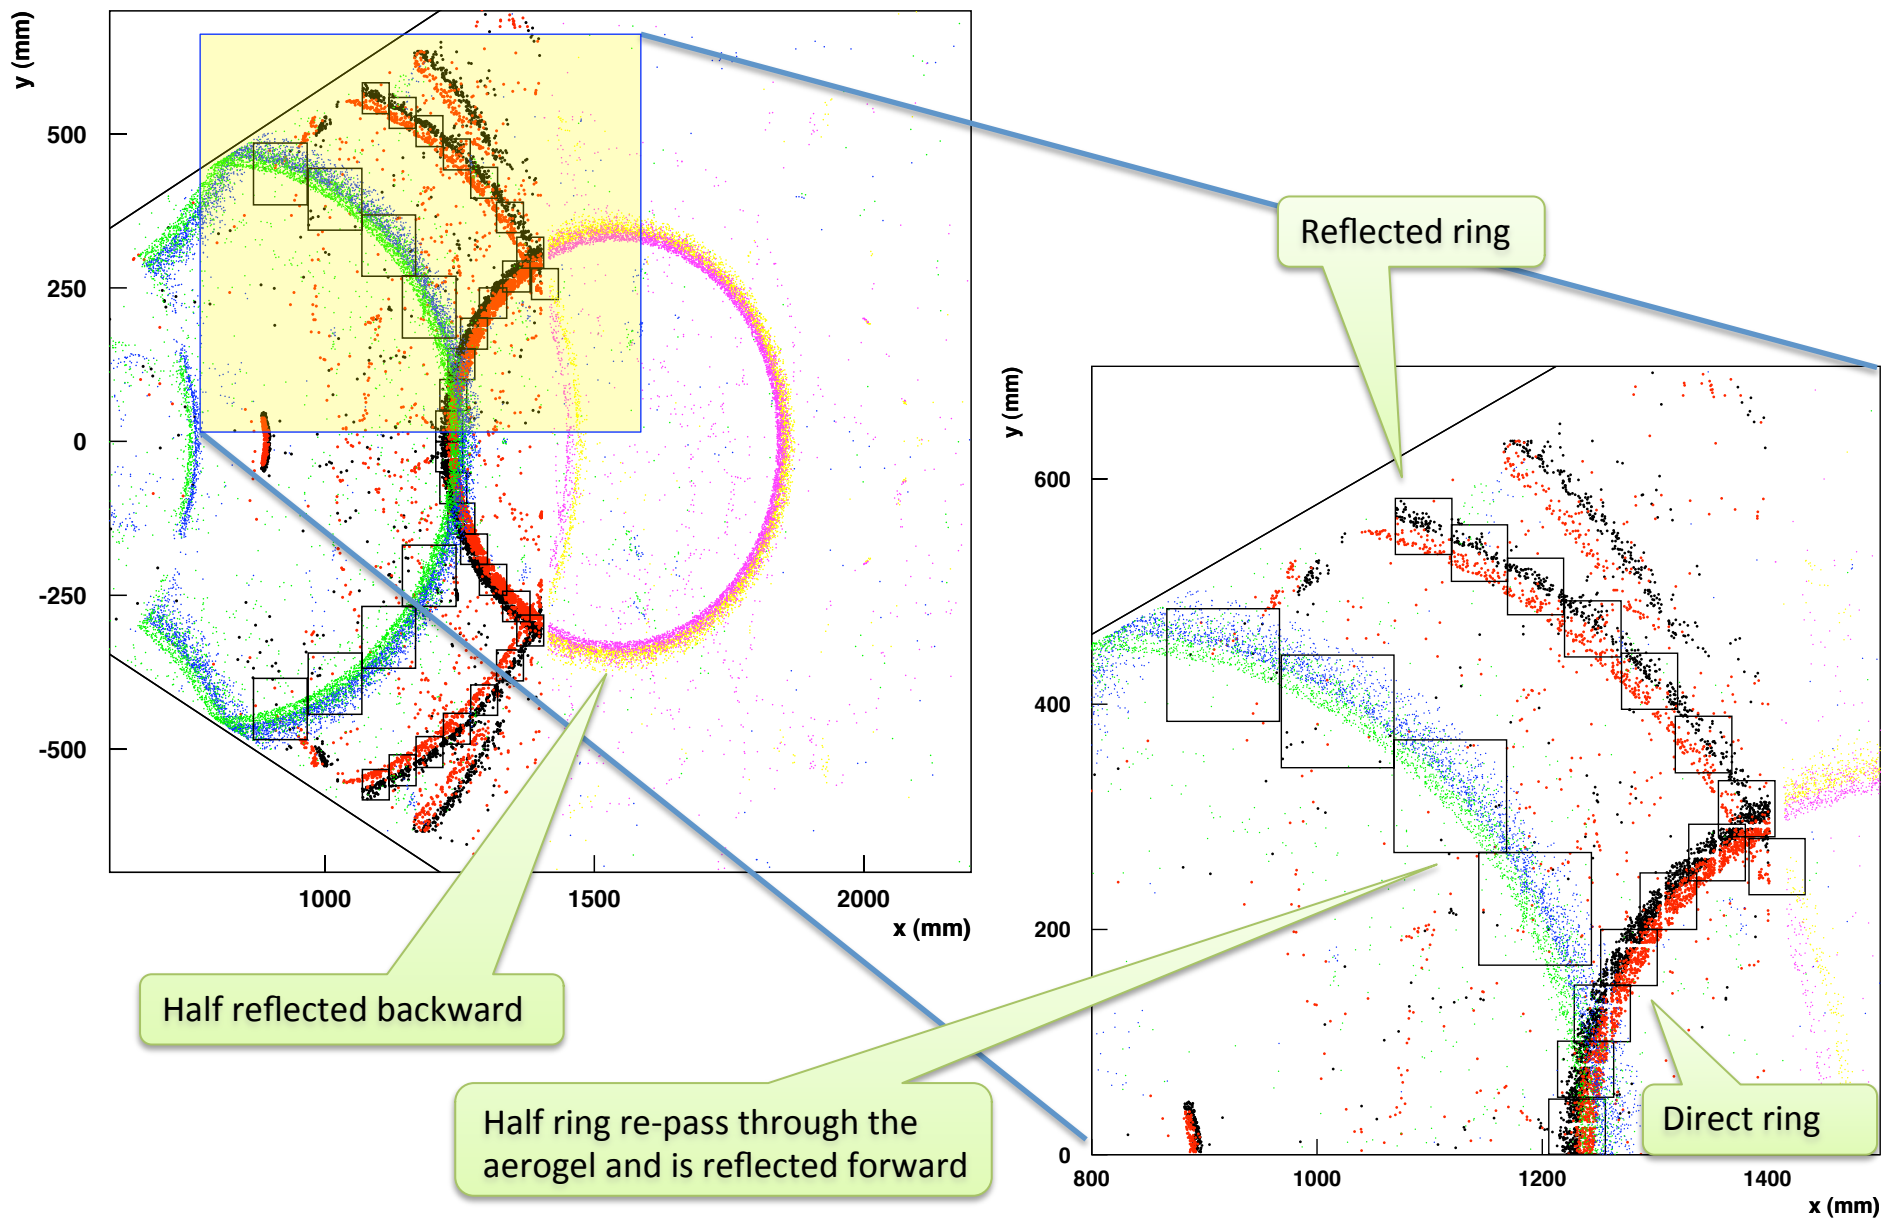 y (mm)
500
250
0
-250
-500
1000
1500
2000
x (mm)
Reflected ring
y (mm)
600
400
200
0
800
1000
1200
1400
x (mm)
Half reflected backward
Half ring re-pass through the
aerogel and is reflected forward
Direct ring